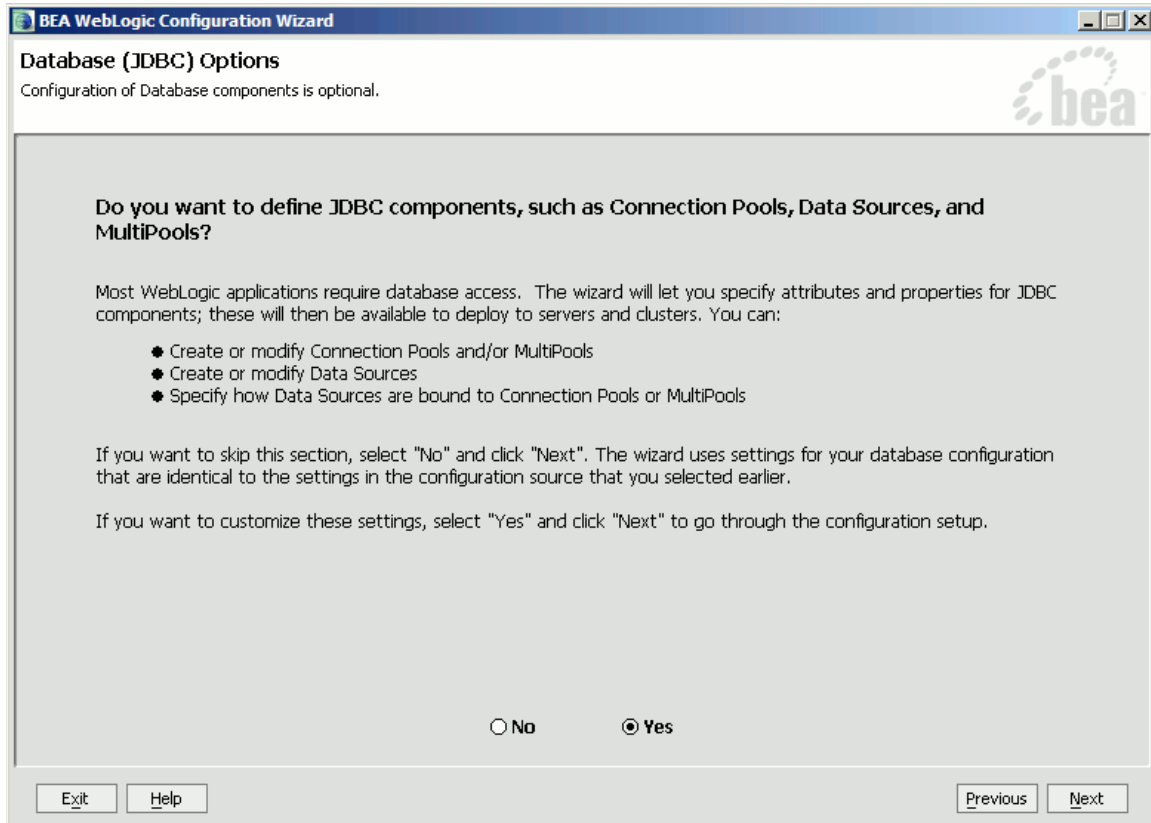 BEA WebLogic Configuration Wizard
Database (JDBC) Options
Configuration of Database components is optional.
bea
Do you want to define JDBC components, such as Connection Pools, Data Sources, and
MultiPools?
Most WebLogic applications require database access.  The wizard will let you specify attributes and properties for JDBC
components; these will then be available to deploy to servers and clusters. You can:
● Create or modify Connection Pools and/or MultiPools
● Create or modify Data Sources
● Specify how Data Sources are bound to Connection Pools or MultiPools
If you want to skip this section, select "No" and click "Next". The wizard uses settings for your database configuration
that are identical to the settings in the configuration source that you selected earlier.
If you want to customize these settings, select "Yes" and click "Next" to go through the configuration setup.
No Yes
Exit Help Previous Next